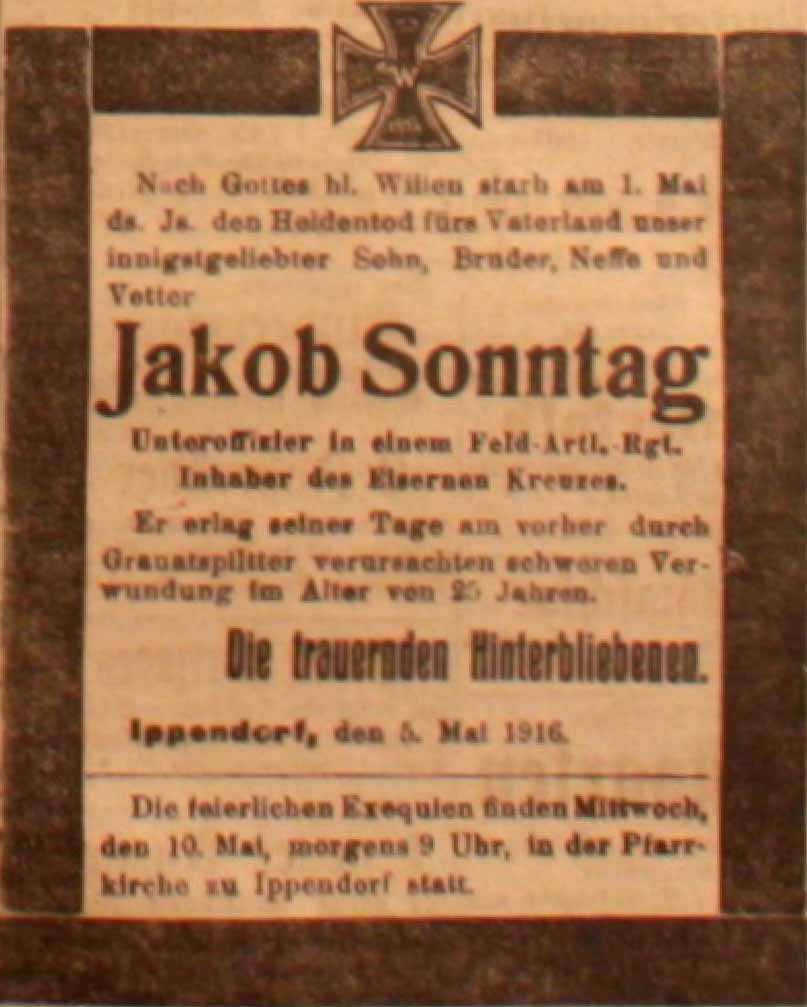 W
Nach Gottes hl. Willen starb am 1. Mai
ds. Js. den Heldentod fürs Vaterland unser
innigstgeliebter Sohn, Bruder, Neffe und
Vetter
Jakob Sonntag
Unteroffizier in einem Feld-Artl.-Rgt.
Inhaber des Eisernen Kreuzes.
Er erlag seiner Tage am vorher durch
Granatsplitter verursachten schweren Ver-
wundung im Alter von 25 Jahren.
Die trauernden Hinterbliebenen.
Ippendorf, den 5. Mai 1916.
Die feierlichen Exequien finden Mittwoch,
den 10. Mai, morgens 9 Uhr, in der Pfarr-
kirche zu Ippendorf statt.